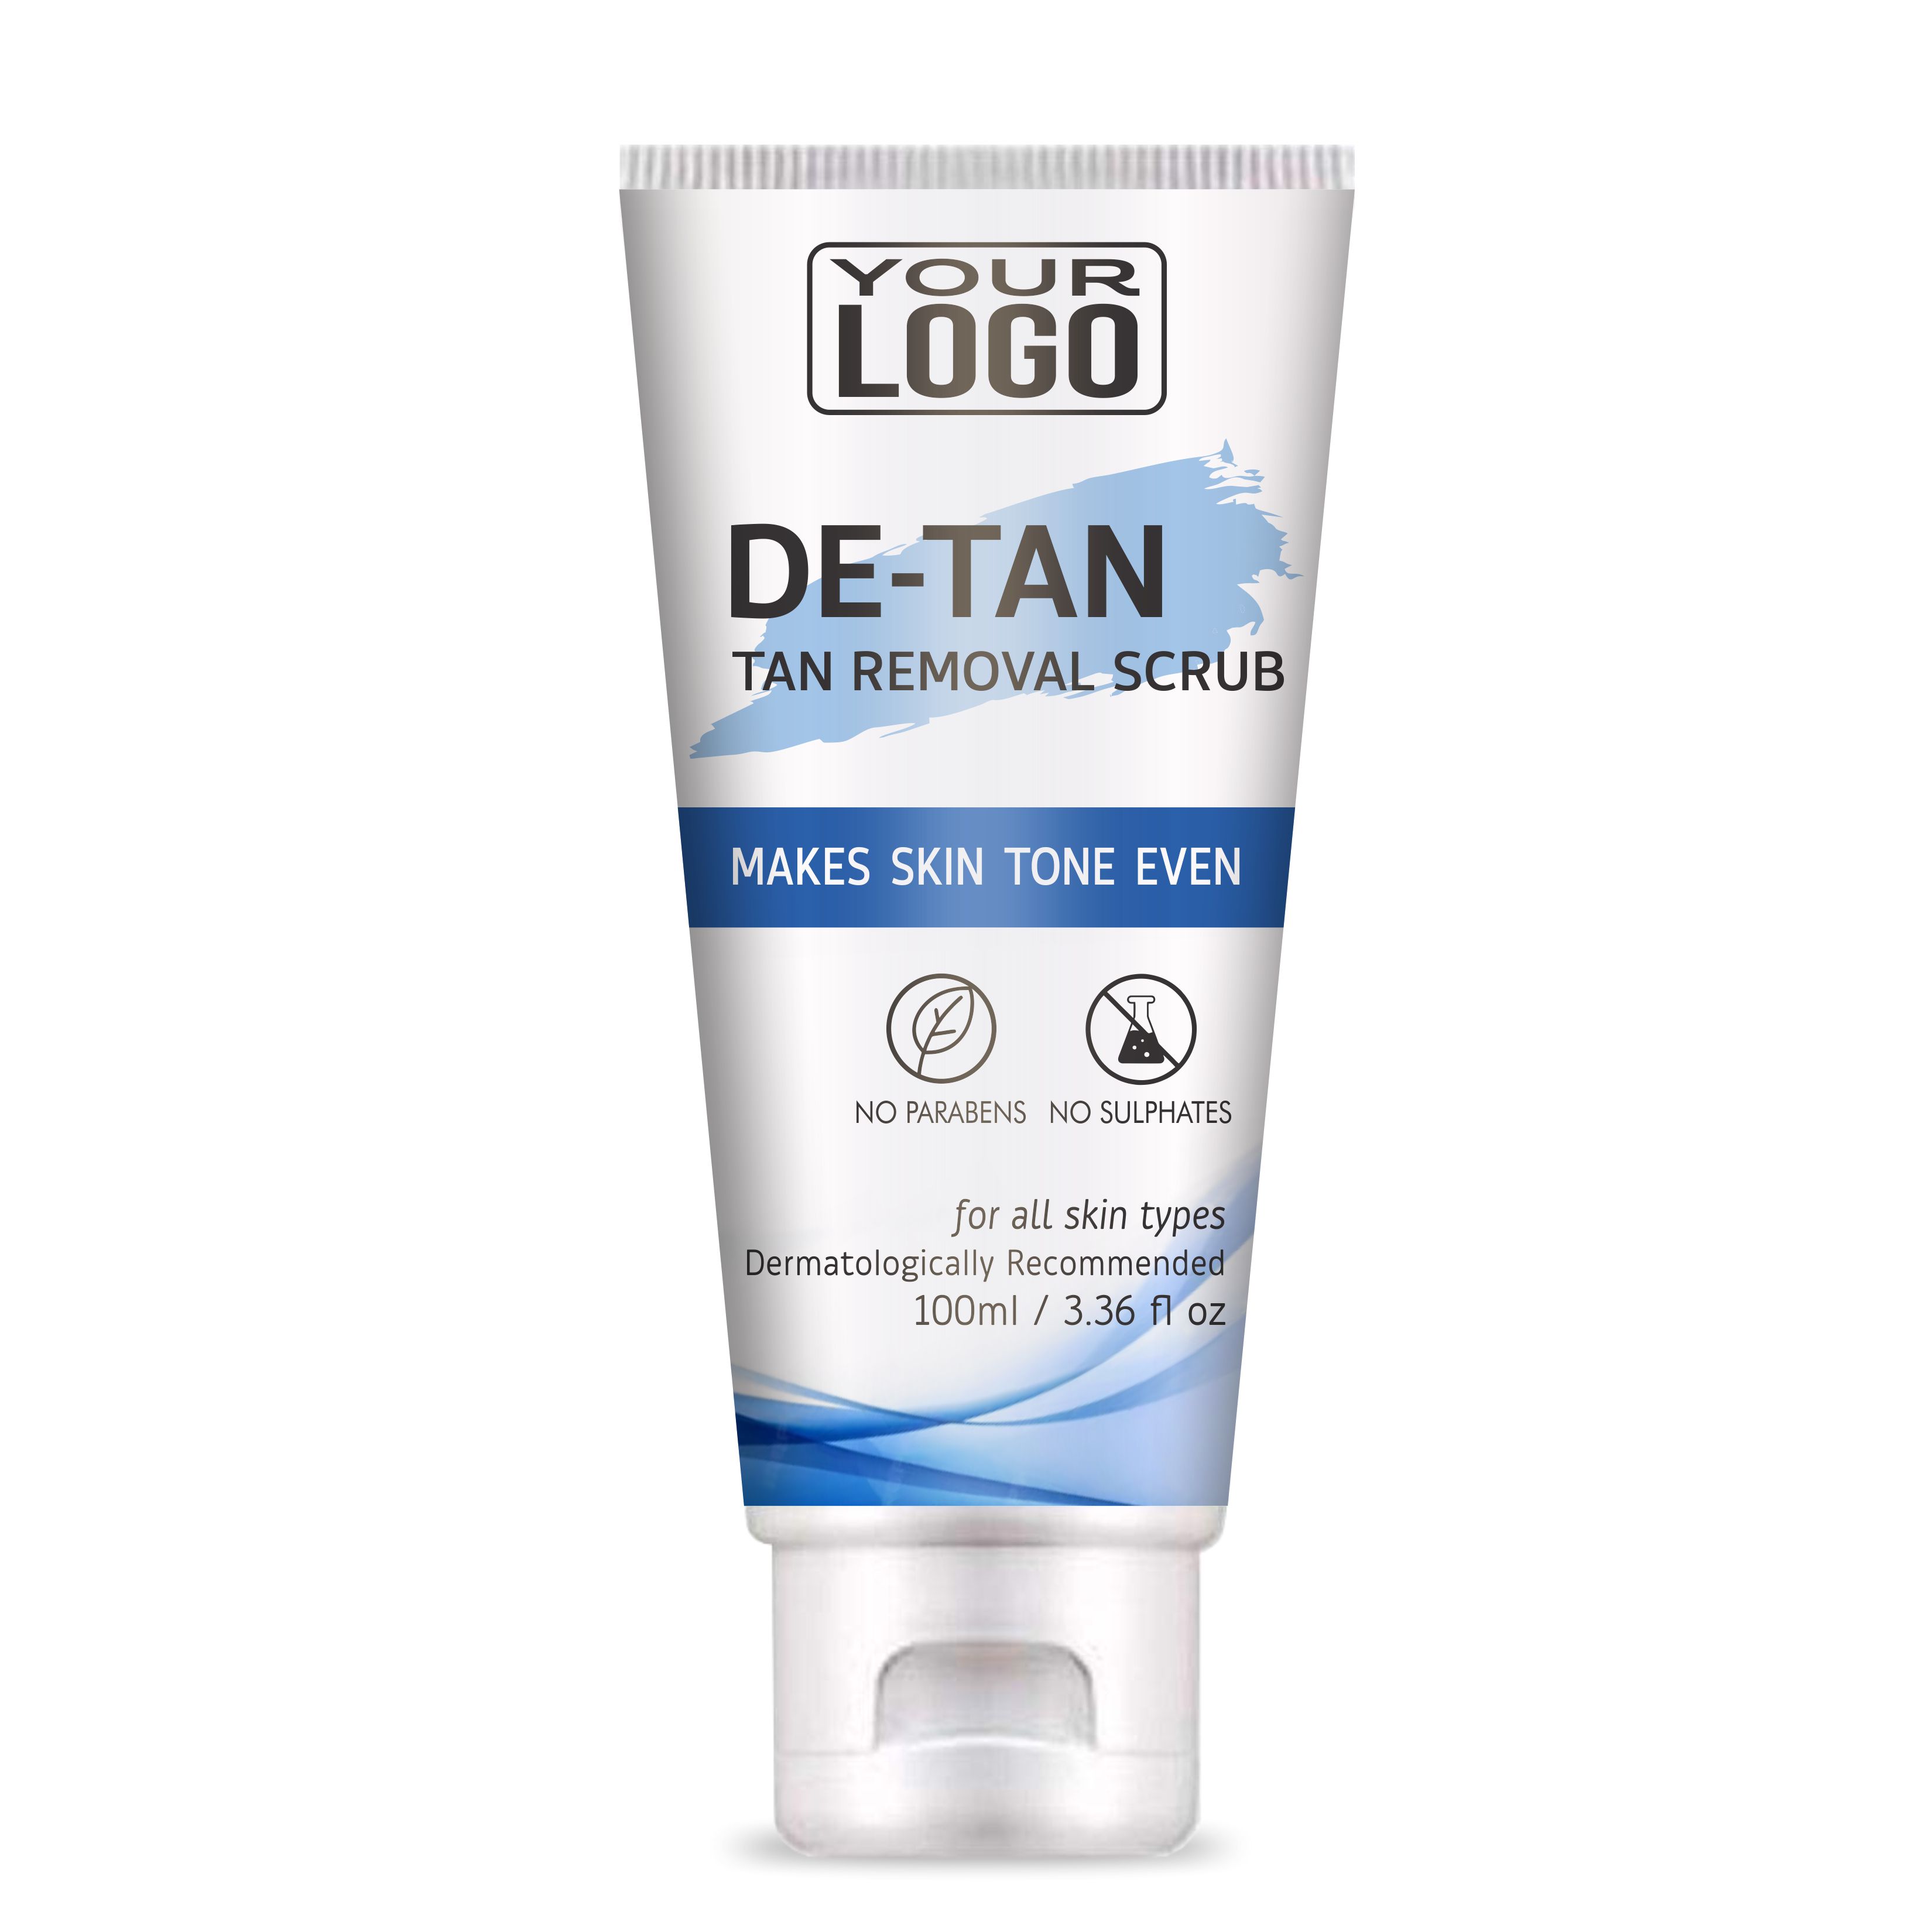 YOUR
LOGO
DE-TAN
TAN REMOVAL SCRUB
MAKES SKIN TONE EVEN
NO PARABENS NO SULPHATES
for all skin types
Dermatologically Recommended
100ml / 3.36 fl oz